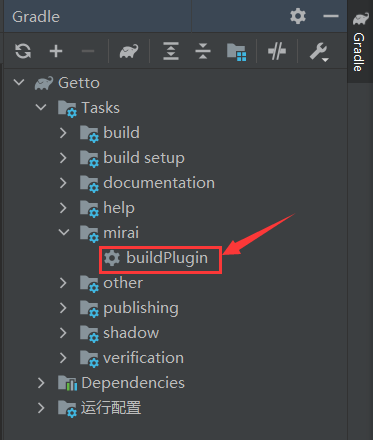 Gradle
Gradle
Getto
Tasks
build
build setup
documentation
help
mirai
buildPlugin
other
publishing
shadow
verification
Dependencies
运行配置